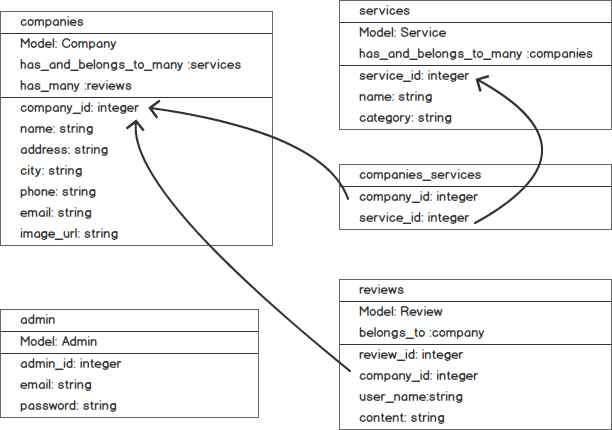 companies
Model: Company
has_and_belongs_to_many :services
has_many :reviews
company_id: integer
name: string
address: string
city: string
phone: string
email: string
image_url: string
services
Model: Service
has_and_belongs_to_many :companies
service_id: integer
name: string
category: string
companies_services
company_id: integer
service_id: integer
admin
Model: Admin
admin_id: integer
email: string
password: string
reviews
Model: Review
belongs_to :company
review_id: integer
company_id: integer
user_name:string
content: string